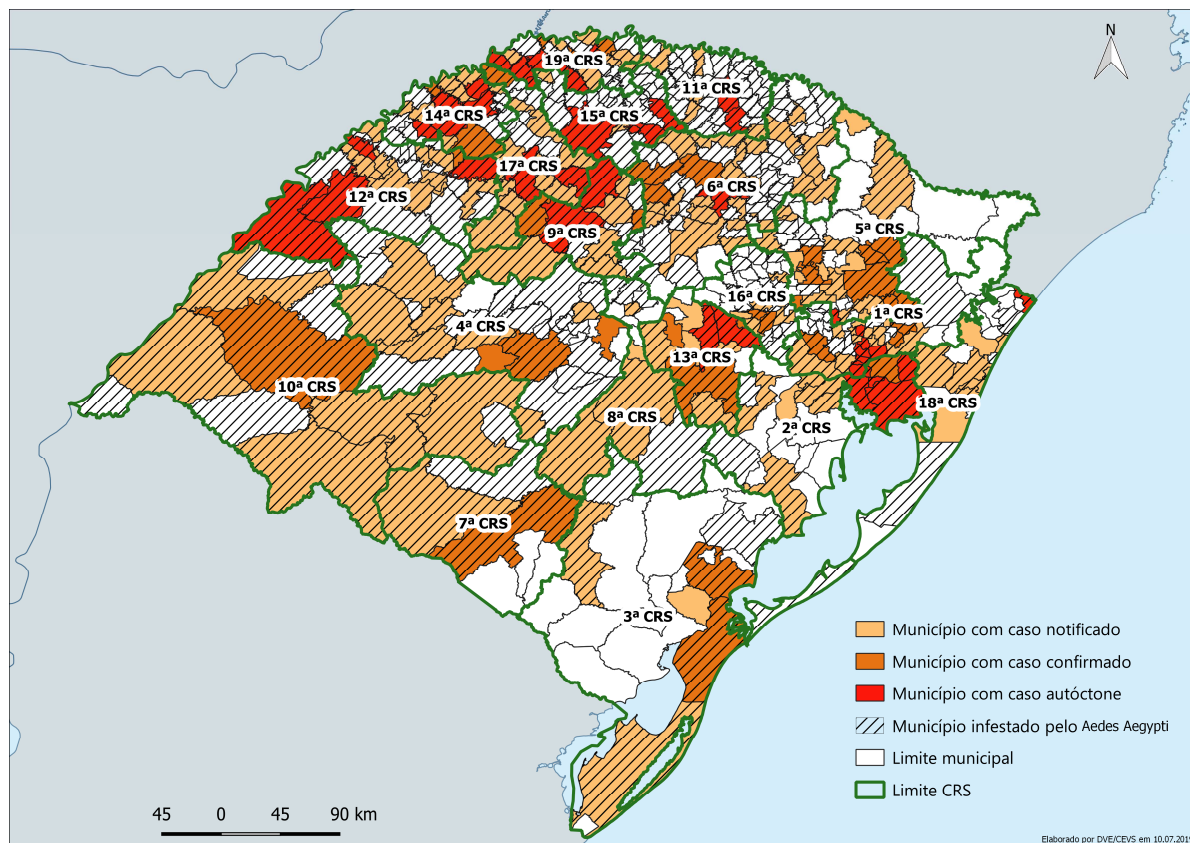 N
19ª CRS
11ª CRS
14ª CRS
15ª CRS
17ª CRS
6ª CRS
12ª CRS
5ª CRS
9ª CRS
16ª CRS
1ª CRS
4ª CRS
13ª CRS
10ª CRS
18ª CRS
8ª CRS
2ª CRS
7ª CRS
3ª CRS
Município com caso notificado
Município com caso confirmado
Município com caso autóctone
Município infestado pelo Aedes Aegypti
Limite municipal
Limite CRS
45 0 45 90 km
Elaborado por DVE/CEVS em 10.07.2019